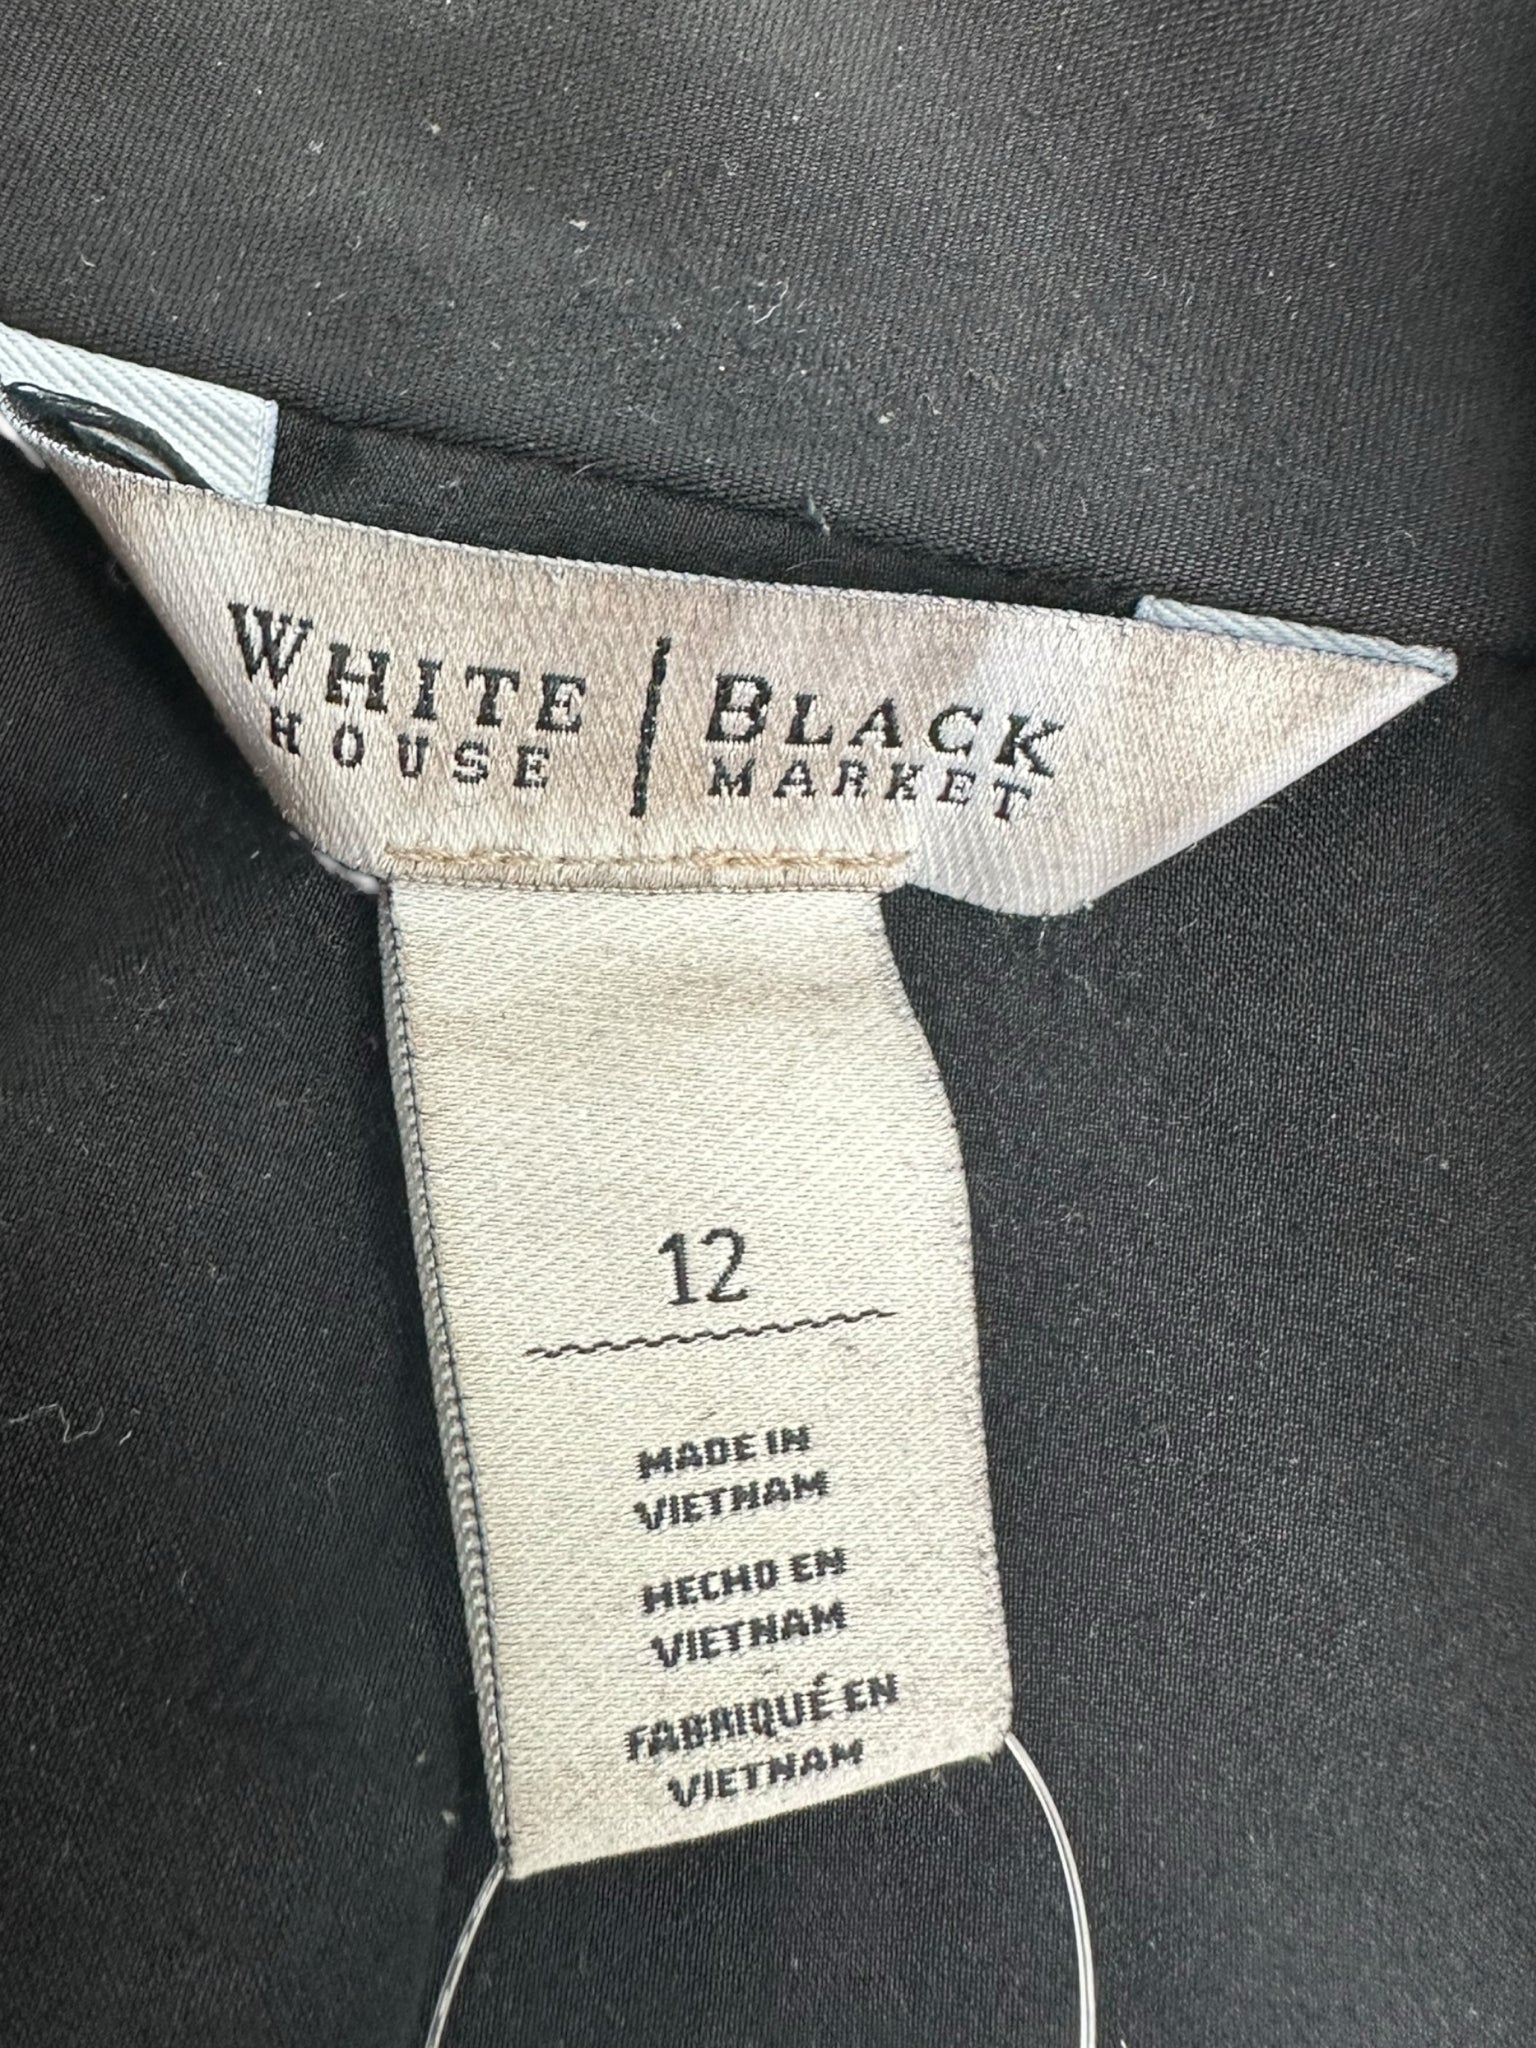 WHITE | BLACK
HOUSE | MARKET
12
MADE IN
VIETNAM
HECHO EN
VIETNAM
FABRIQUÉ EN
VIETNAM